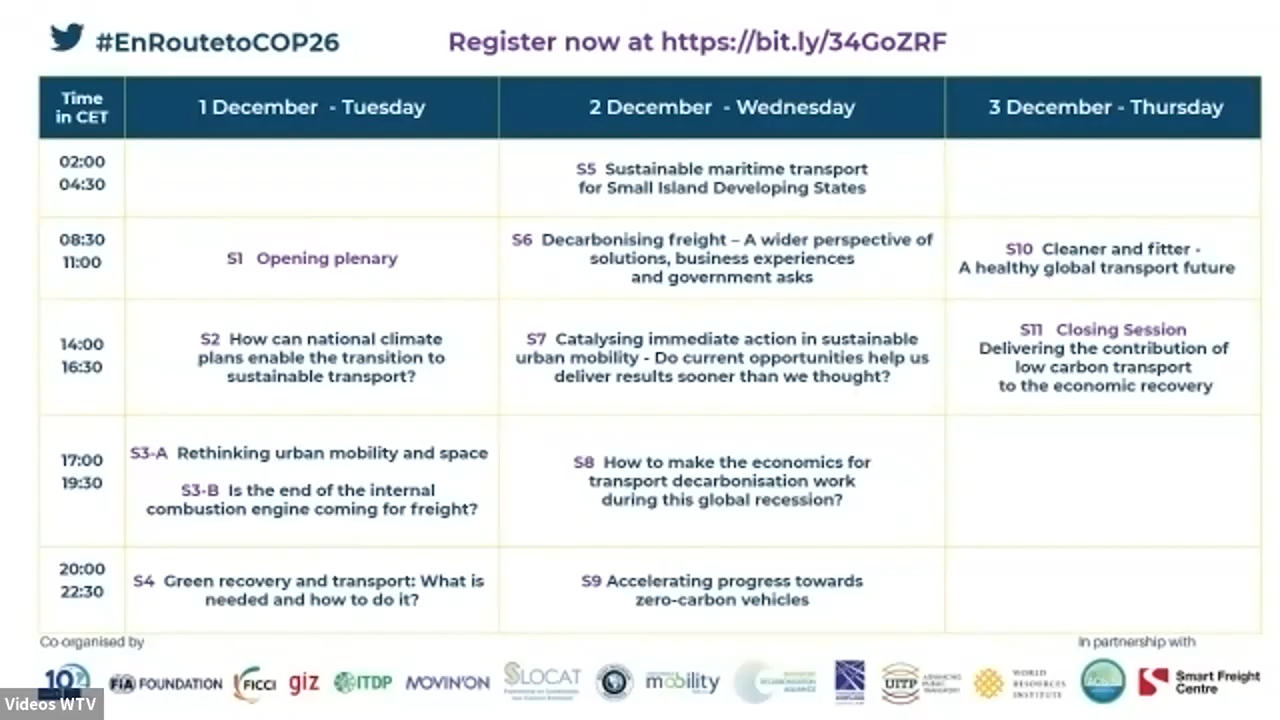 #EnRoutetoCOP26
Register now at https://bit.ly/34GoZRF
Time
in CET
1 December - Tuesday
2 December - Wednesday
3 December - Thursday
02:00
04:30
S5 Sustainable maritime transport
for Small Island Developing States
08:30
11:00
S1 Opening plenary
S6 Decarbonising freight – A wider perspective of
solutions, business experiences
and government asks
S10 Cleaner and fitter -
A healthy global transport future
14:00
16:30
S2 How can national climate
plans enable the transition to
sustainable transport?
S7 Catalysing immediate action in sustainable
urban mobility - Do current opportunities help us
deliver results sooner than we thought?
S11 Closing Session
Delivering the contribution of
low carbon transport
to the economic recovery
17:00
19:30
S3-A Rethinking urban mobility and space
S3-B Is the end of the internal
combustion engine coming for freight?
S8 How to make the economics for
transport decarbonisation work
during this global recession?
20:00
22:30
S4 Green recovery and transport: What is
needed and how to do it?
S9 Accelerating progress towards
zero-carbon vehicles
Co-organised by
In partnership with
FIA FOUNDATION
FICCI
giz
ITDP
MOVIN'ON
SLOCAT
mobility
UITP
ADVANCING
PUBLIC
TRANSPORT
WORLD
RESOURCES
INSTITUTE
Smart Freight
Centre
Videos WTV